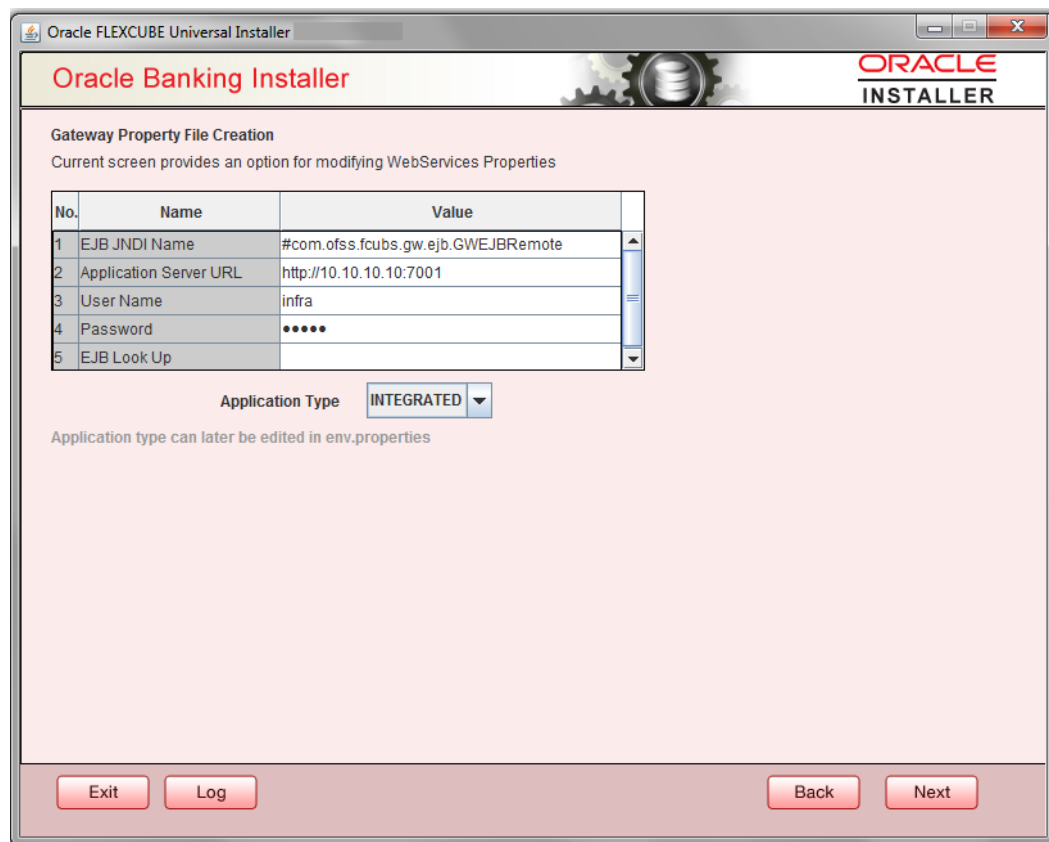 Oracle FLEXCUBE Universal Installer
Oracle Banking Installer
ORACLE
INSTALLER
Gateway Property File Creation
Current screen provides an option for modifying WebServices Properties
No. Name Value
1 EJB JNDI Name #com.ofss.fcubs.gw.ejb.GWEJBRemote
2 Application Server URL http://10.10.10.10:7001
3 User Name infra
4 Password •••••
5 EJB Look Up
Application Type INTEGRATED
Application type can later be edited in env.properties
Exit Log Back Next